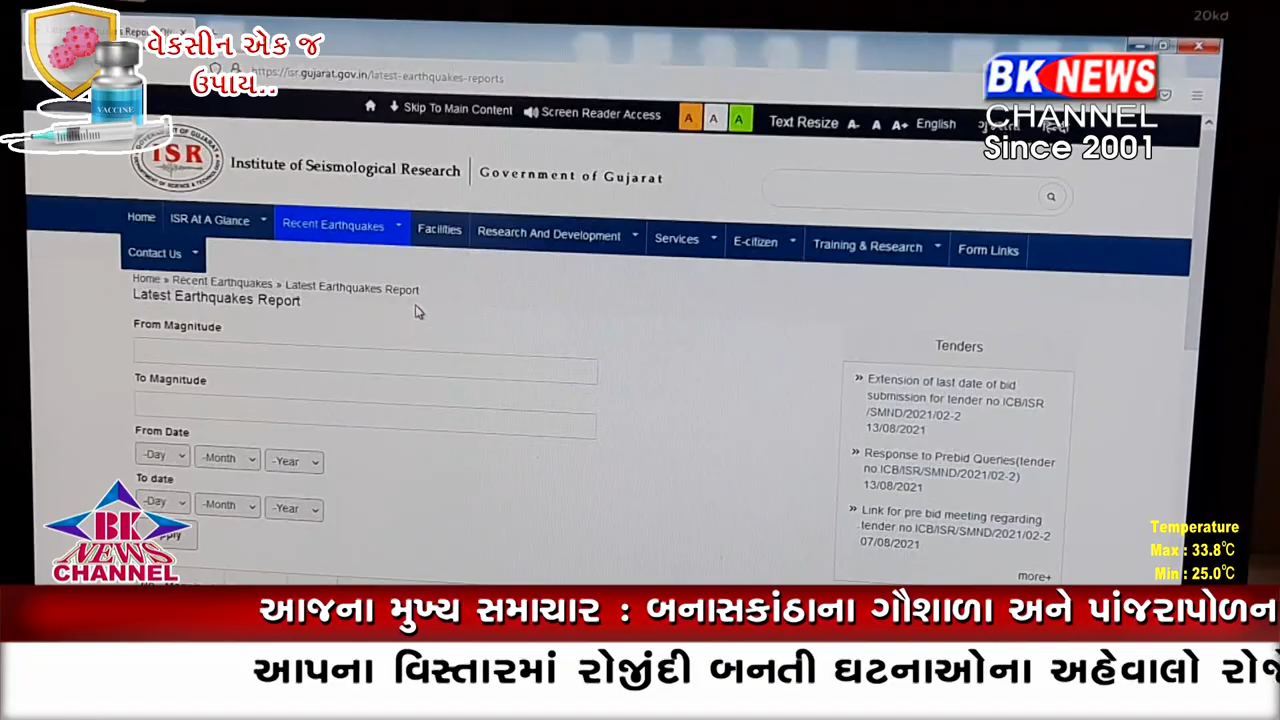 20kd
વેકસીન એક જ
ઉપાય..
VACCINE
https://isr.gujarat.gov.in/latest-earthquakes-reports
BK NEWS
CHANNEL
Since 2001
Skip To Main Content
Screen Reader Access
A A A
Text Resize A- A A+ English
ISR
Institute of Seismological Research
Government of Gujarat
Home
ISR At A Glance
Recent Earthquakes
Facilities
Research And Development
Services
E-citizen
Training & Research
Form Links
Contact Us
Home » Recent Earthquakes » Latest Earthquakes Report
Latest Earthquakes Report
From Magnitude
To Magnitude
From Date
-Day
-Month
-Year
To date
-Day
-Month
-Year
Tenders
» Extension of last date of bid
submission for tender no.ICB/ISR
/SMND/2021/02-2
13/08/2021
» Response to Prebid Queries(tender
no.ICB/ISR/SMND/2021/02-2)
13/08/2021
» Link for pre bid meeting regarding
tender no.ICB/ISR/SMND/2021/02-2
07/08/2021
more+
BK
NEWS
CHANNEL
Temperature
Max : 33.8°C
Min : 25.0°C
આજના મુખ્ય સમાચાર : બનાસકાંઠાના ગૌશાળા અને પાંજરાપોળન
આપના વિસ્તારમાં રોજીંદી બનતી ઘટનાઓના અહેવાલો રોજે